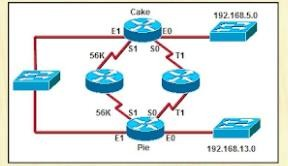 Cake
192.168.5.0
E1 E0
S1 S0
56K T1
56K S1 S0 T1
E1 E0
Pie
192.168.13.0